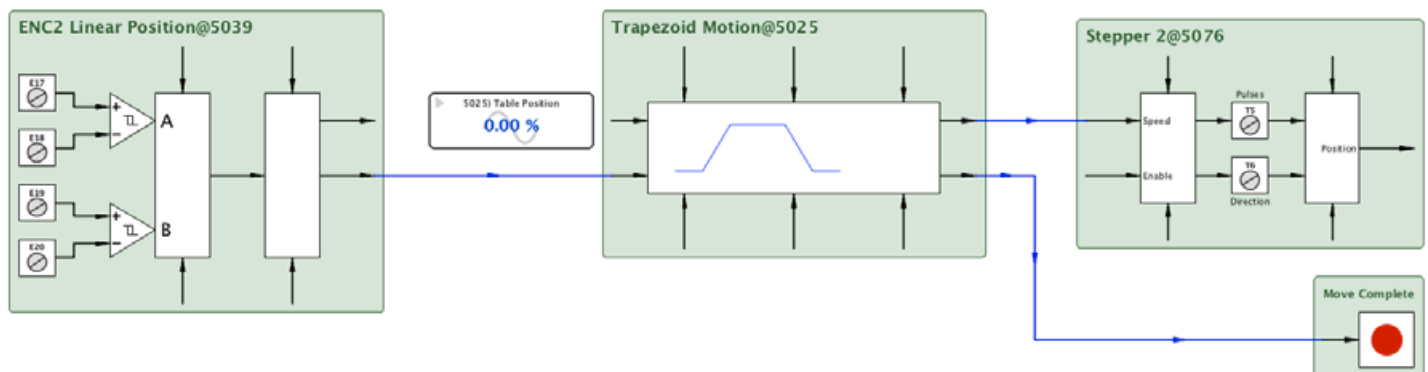 ENC2 Linear Position@5039
E17
E18
E19
E20
+
−
+
−
A
B
5025) Table Position
0.00 %
Trapezoid Motion@5025
Stepper 2@5076
Speed
Enable
Pulses
T5
T6
Direction
Position
Move Complete